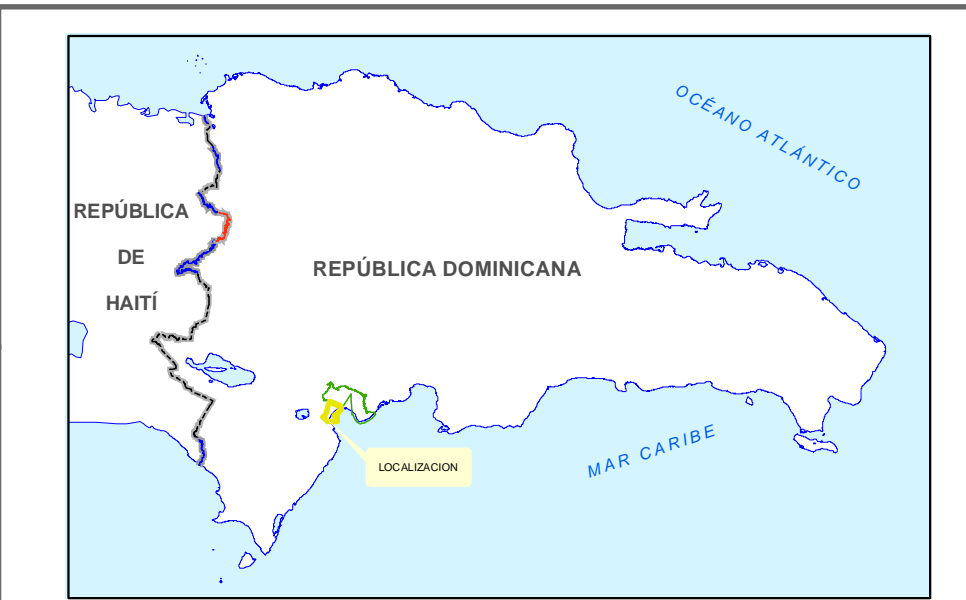 OCÉANO ATLÁNTICO
REPÚBLICA
DE
HAITÍ
REPÚBLICA DOMINICANA
MAR CARIBE
LOCALIZACION